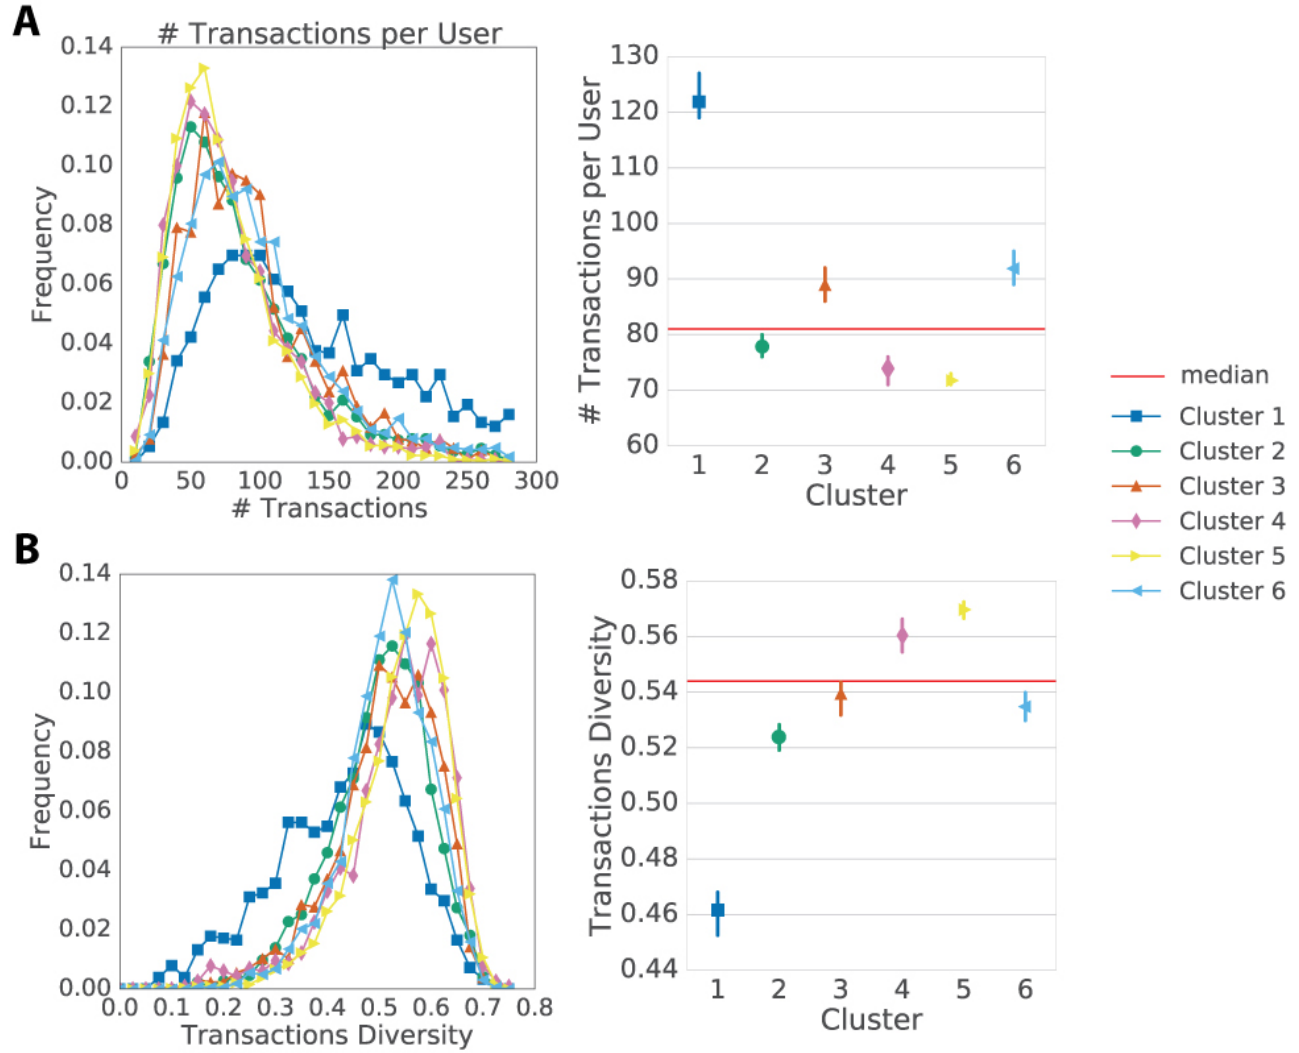 A
# Transactions per User
0.14
0.12
0.10
0.08
0.06
0.04
0.02
0.00
Frequency
0 50 100 150 200 250 300
# Transactions
130
120
110
100
90
80
70
60
# Transactions per User
1 2 3 4 5 6
Cluster
median
Cluster 1
Cluster 2
Cluster 3
Cluster 4
Cluster 5
Cluster 6
B
0.14
0.12
0.10
0.08
0.06
0.04
0.02
0.00
Frequency
0.0 0.1 0.2 0.3 0.4 0.5 0.6 0.7 0.8
Transactions Diversity
0.58
0.56
0.54
0.52
0.50
0.48
0.46
0.44
Transactions Diversity
1 2 3 4 5 6
Cluster